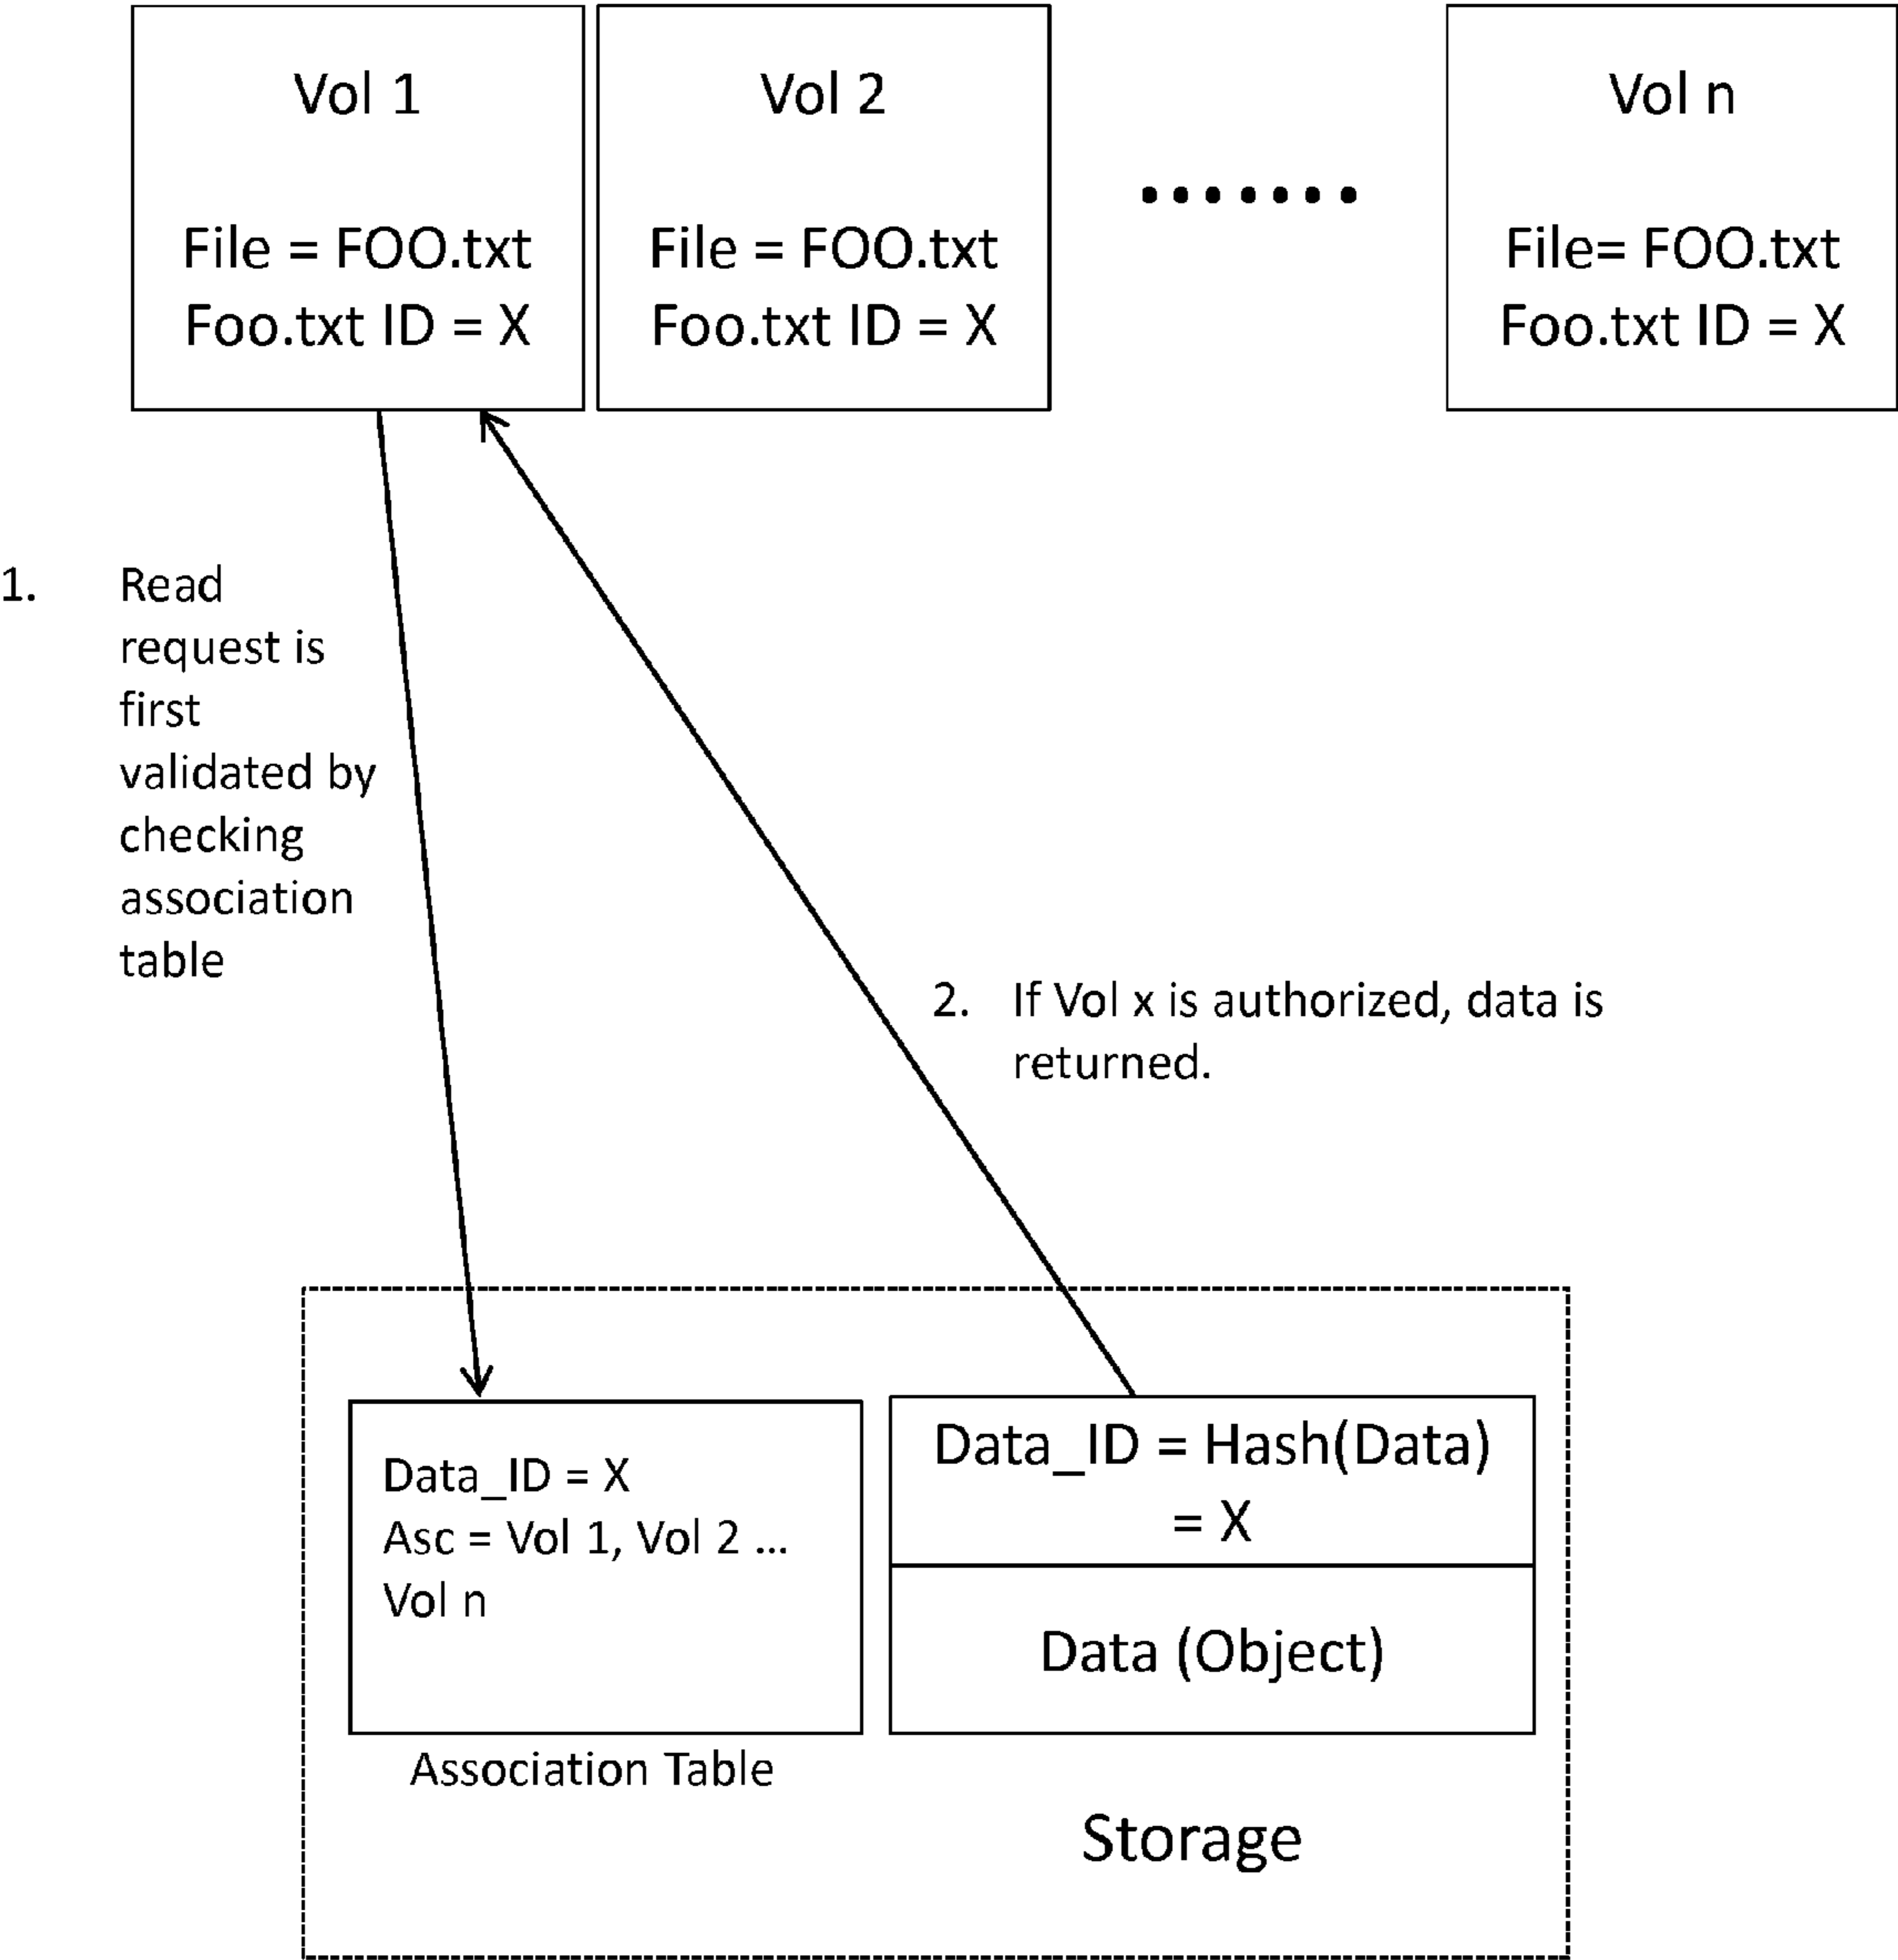 Vol 1
File = FOO.txt
Foo.txt ID = X
Vol 2
File = FOO.txt
Foo.txt ID = X
.......
Vol n
File= FOO.txt
Foo.txt ID = X
1. Read
request is
first
validated by
checking
association
table
2. If Vol x is authorized, data is
returned.
Data_ID = X
Asc = Vol 1, Vol 2 ...
Vol n
Association Table
Data_ID = Hash(Data)
= X
Data (Object)
Storage